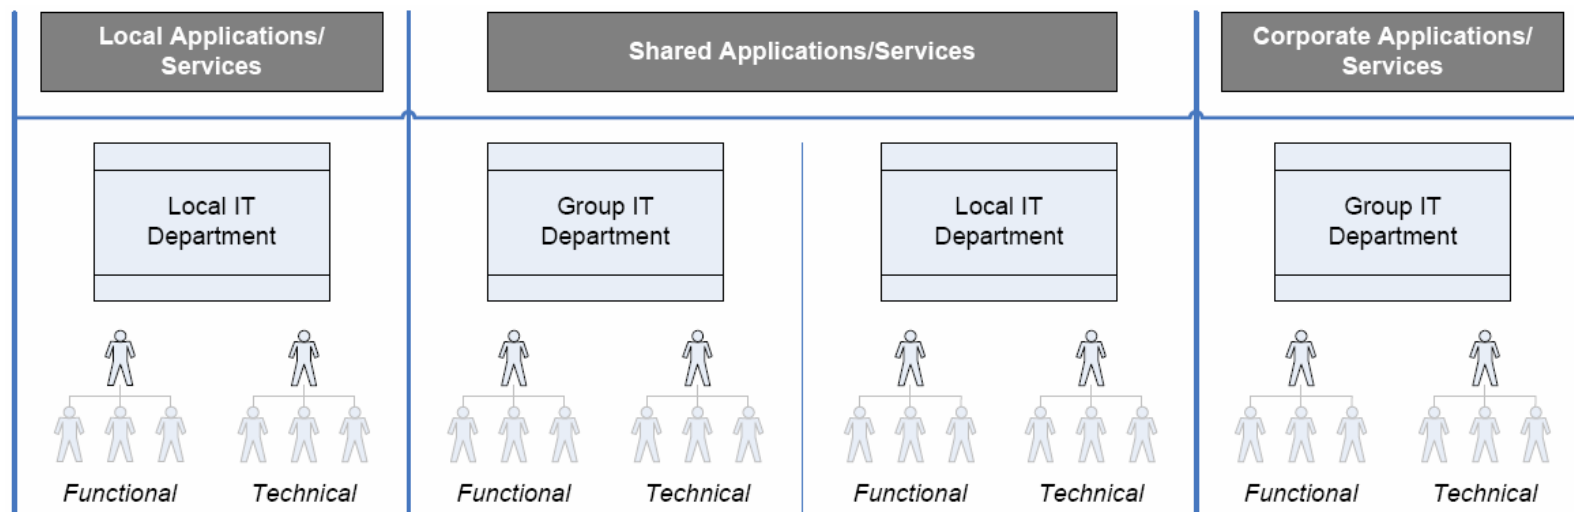 Local Applications/
Services
Shared Applications/Services
Corporate Applications/
Services
Local IT
Department
Group IT
Department
Local IT
Department
Group IT
Department
Functional
Technical
Functional
Technical
Functional
Technical
Functional
Technical